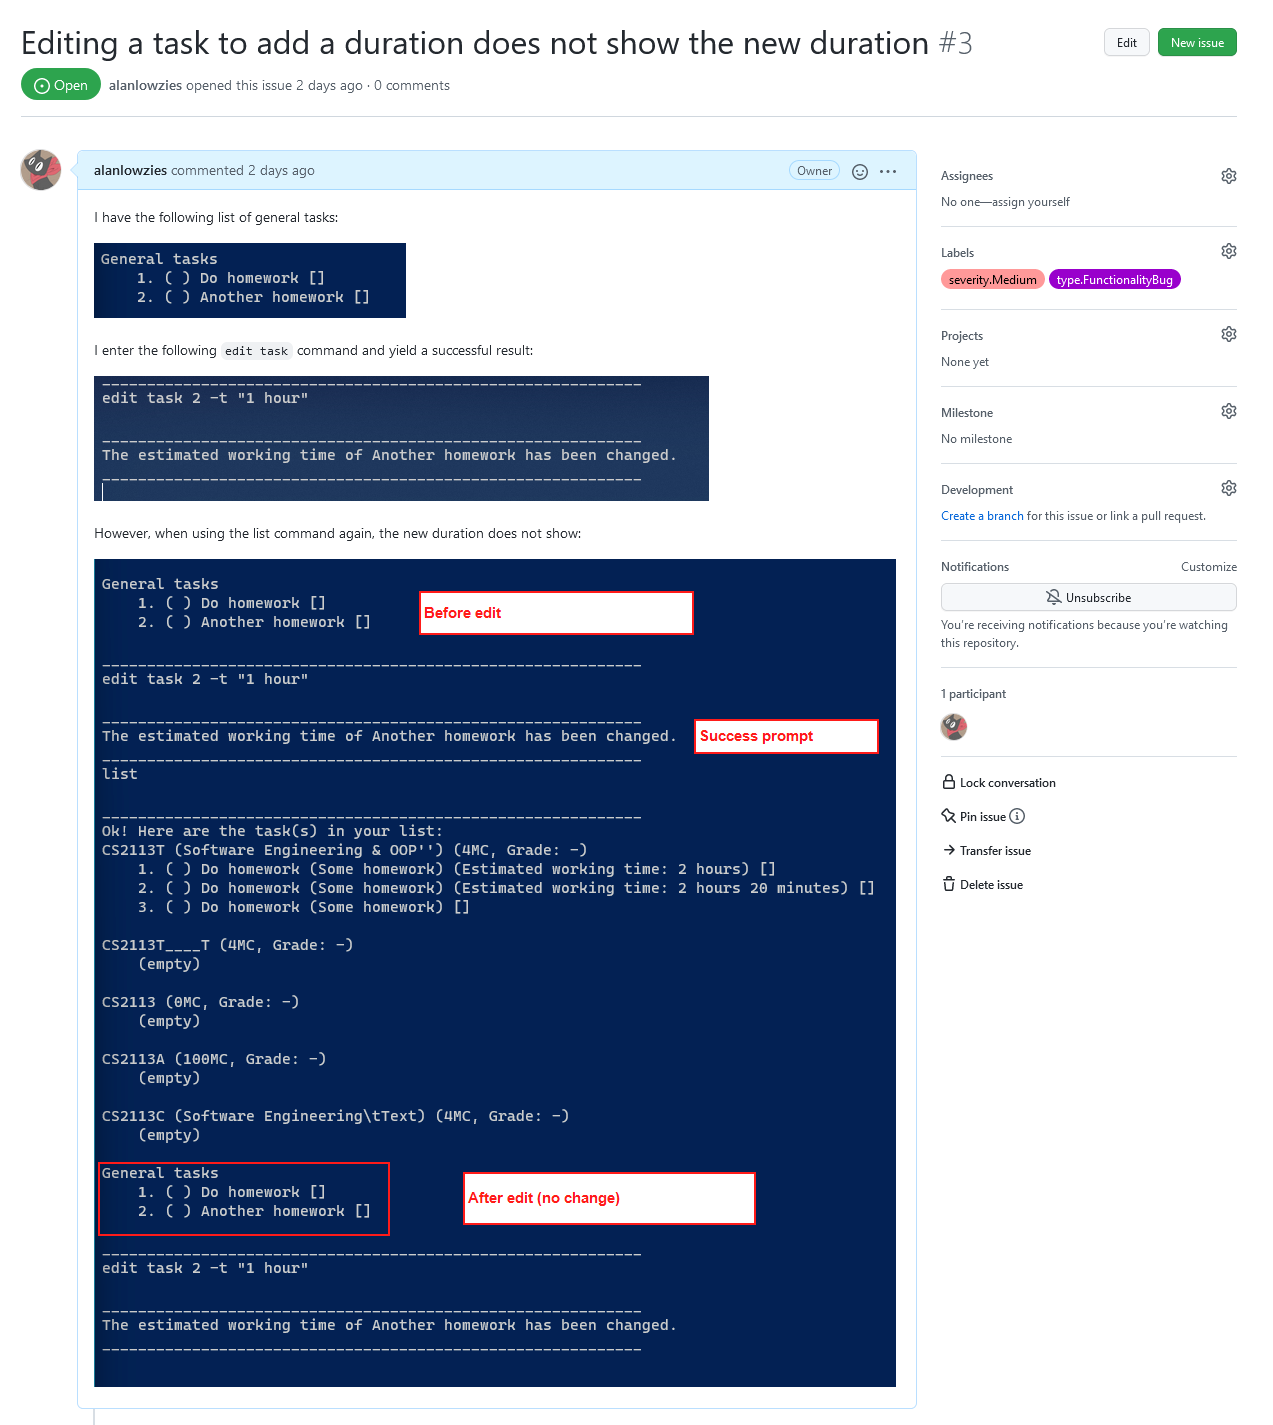 Editing a task to add a duration does not show the new duration #3
Edit
New issue
Open
alanlowzies opened this issue 2 days ago · 0 comments
alanlowzies commented 2 days ago
Owner
I have the following list of general tasks:
General tasks
1. ( ) Do homework []
2. ( ) Another homework []
I enter the following edit task command and yield a successful result:
____________________________________________________________
edit task 2 -t "1 hour"
____________________________________________________________
The estimated working time of Another homework has been changed.
____________________________________________________________
However, when using the list command again, the new duration does not show:
General tasks
1. ( ) Do homework []
2. ( ) Another homework []
Before edit
____________________________________________________________
edit task 2 -t "1 hour"
____________________________________________________________
The estimated working time of Another homework has been changed.
Success prompt
____________________________________________________________
list
____________________________________________________________
Ok! Here are the task(s) in your list:
CS2113T (Software Engineering & OOP'') (4MC, Grade: -)
1. ( ) Do homework (Some homework) (Estimated working time: 2 hours) []
2. ( ) Do homework (Some homework) (Estimated working time: 2 hours 20 minutes) []
3. ( ) Do homework (Some homework) []
CS2113T____T (4MC, Grade: -)
(empty)
CS2113 (0MC, Grade: -)
(empty)
CS2113A (100MC, Grade: -)
(empty)
CS2113C (Software Engineering\tText) (4MC, Grade: -)
(empty)
General tasks
1. ( ) Do homework []
2. ( ) Another homework []
After edit (no change)
____________________________________________________________
edit task 2 -t "1 hour"
____________________________________________________________
The estimated working time of Another homework has been changed.
____________________________________________________________
Assignees
No one—assign yourself
Labels
severity.Medium
type.FunctionalityBug
Projects
None yet
Milestone
No milestone
Development
Create a branch for this issue or link a pull request.
Notifications
Customize
Unsubscribe
You're receiving notifications because you're watching
this repository.
1 participant
Lock conversation
Pin issue
Transfer issue
Delete issue